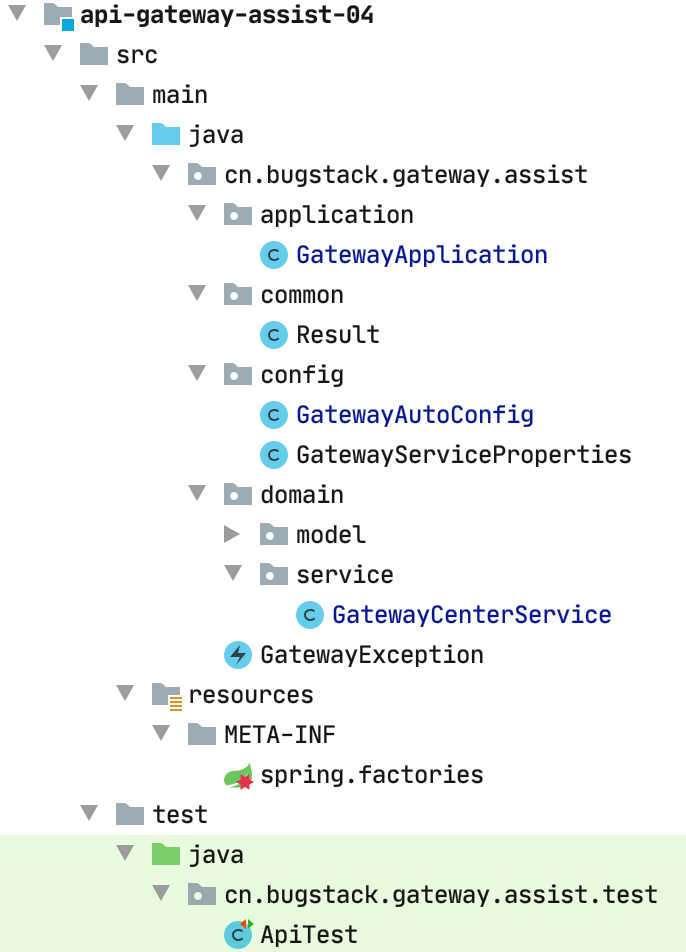 api-gateway-assist-04
src
main
java
cn.bugstack.gateway.assist
application
C GatewayApplication
common
C Result
config
C GatewayAutoConfig
C GatewayServiceProperties
domain
model
service
C GatewayCenterService
GatewayException
resources
META-INF
spring.factories
test
java
cn.bugstack.gateway.assist.test
C ApiTest